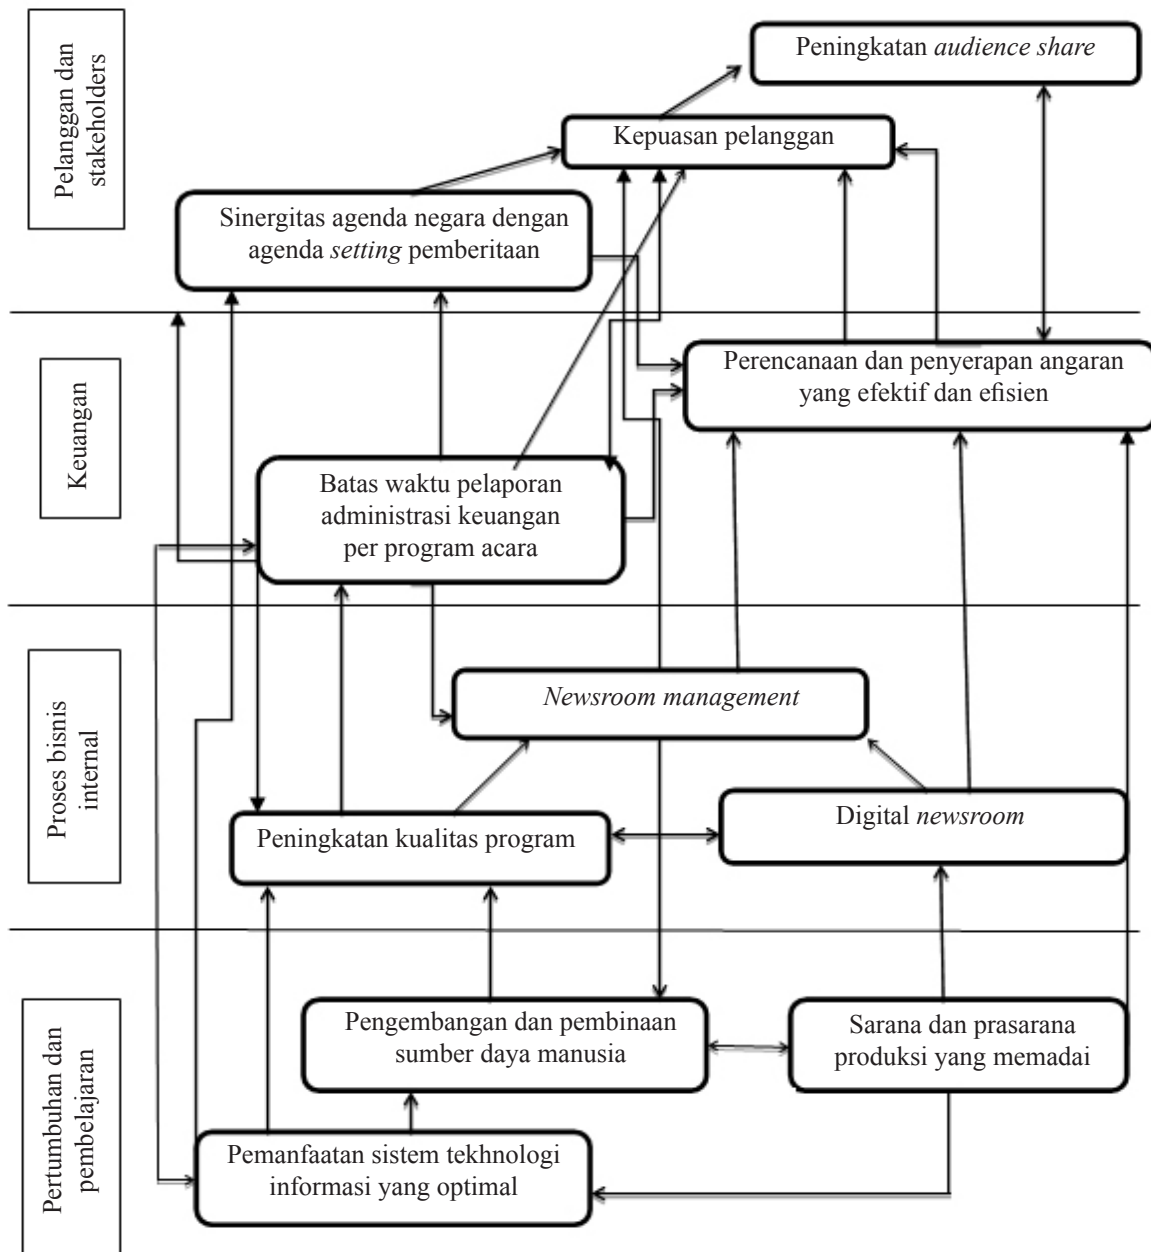 Pelanggan dan
stakeholders
Peningkatan audience share
Kepuasan pelanggan
Sinergitas agenda negara dengan
agenda setting pemberitaan
Keuangan
Perencanaan dan penyerapan angaran
yang efektif dan efisien
Batas waktu pelaporan
administrasi keuangan
per program acara
Proses bisnis
internal
Newsroom management
Digital newsroom
Peningkatan kualitas program
Pertumbuhan dan
pembelajaran
Pengembangan dan pembinaan
sumber daya manusia
Sarana dan prasarana
produksi yang memadai
Pemanfaatan sistem tekhnologi
informasi yang optimal